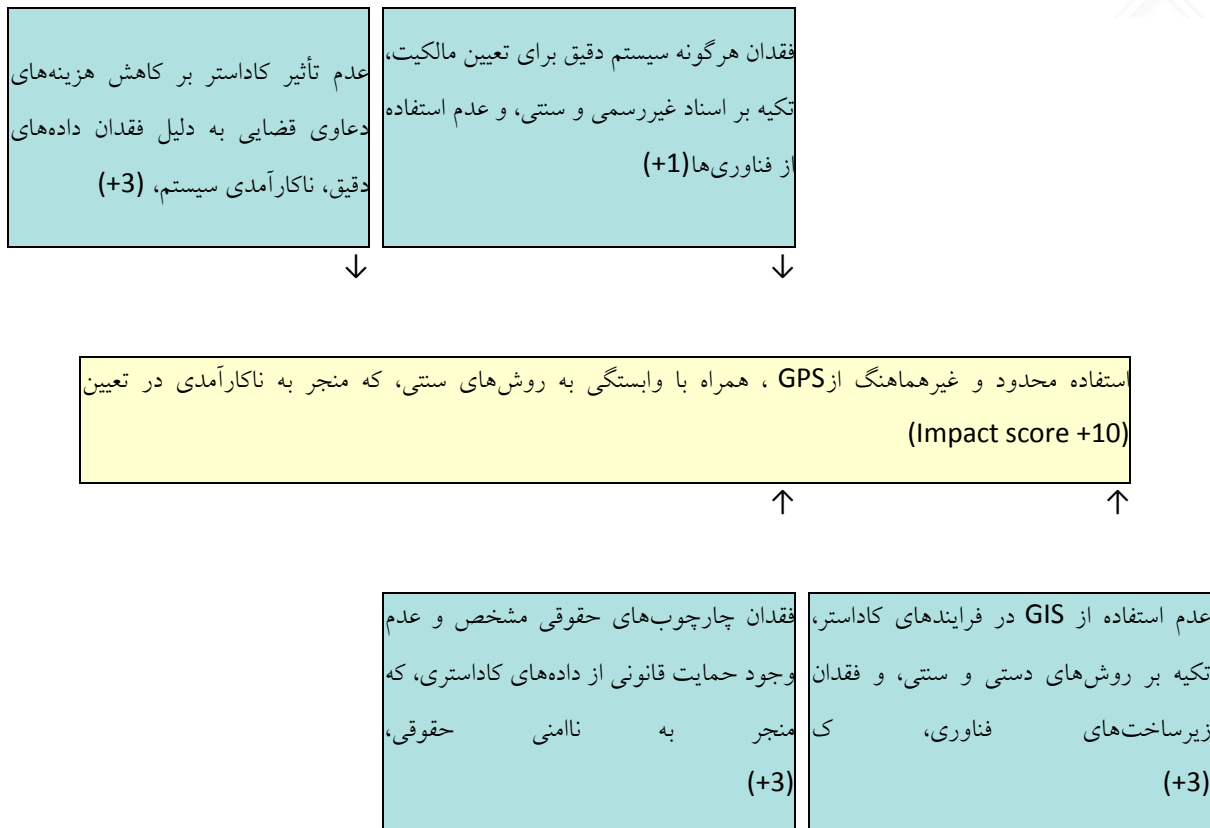 فقدان هرگونه سیستم دقیق برای تعیین مالکیت،
تکیه بر اسناد غیررسمی و سنتی، و عدم استفاده
از فناوری‌ها(+1)
عدم تأثیر کاداستر بر کاهش هزینه‌های
دعاوی قضایی به دلیل فقدان داده‌های
دقیق، ناکارآمدی سیستم، (+3)
↓
↓
استفاده محدود و غیرهماهنگ ازGPS ، همراه با وابستگی به روش‌های سنتی، که منجر به ناکارآمدی در تعیین
(Impact score +10)
↑
↑
عدم استفاده از GIS در فرایندهای کاداستر،
تکیه بر روش‌های دستی و سنتی، و فقدان
زیرساخت‌های فناوری، ک
(+3)
فقدان چارچوب‌های حقوقی مشخص و عدم
وجود حمایت قانونی از داده‌های کاداستری، که
منجر به ناامنی حقوقی،
(+3)